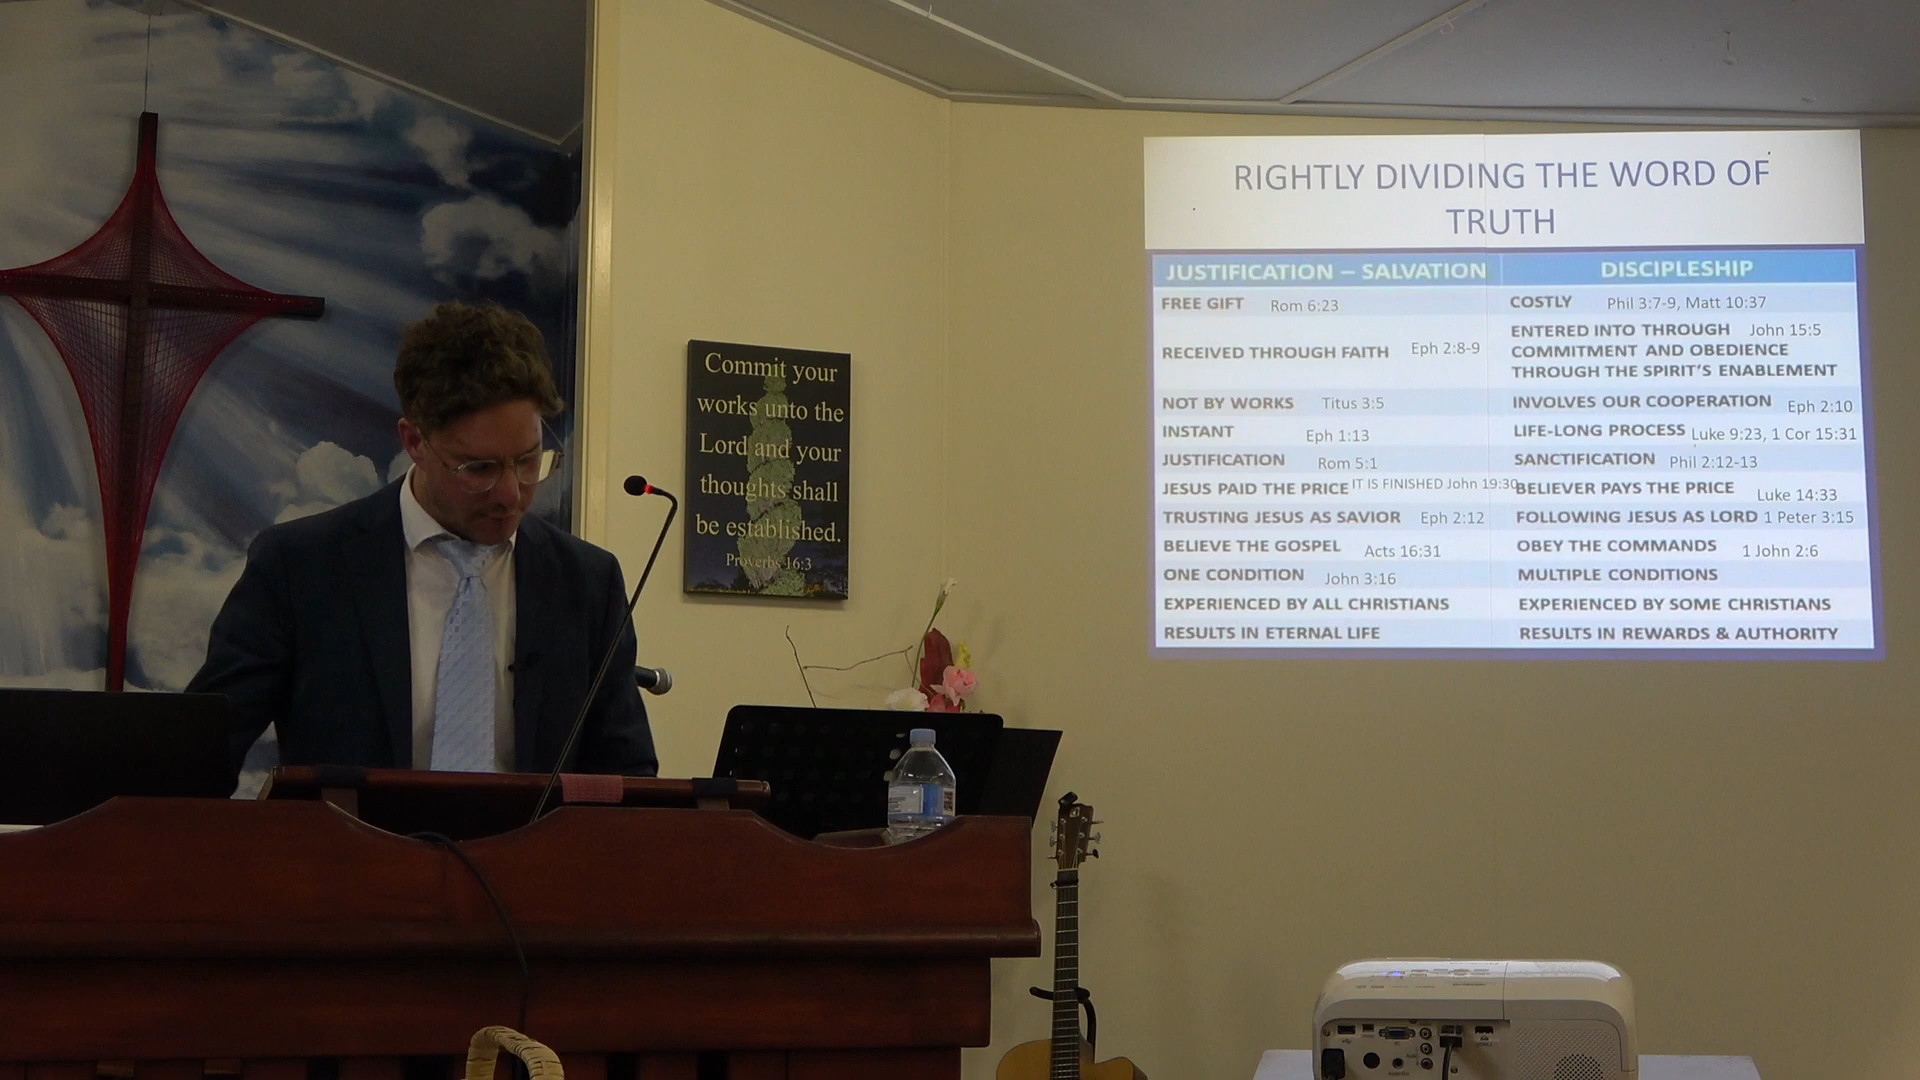 Commit your
works unto the
Lord and your
thoughts shall
be established.
Proverbs 16:3
RIGHTLY DIVIDING THE WORD OF
TRUTH
JUSTIFICATION – SALVATION DISCIPLESHIP
FREE GIFT Rom 6:23 COSTLY Phil 3:7-9, Matt 10:37
RECEIVED THROUGH FAITH Eph 2:8-9 ENTERED INTO THROUGH John 15:5
COMMITMENT AND OBEDIENCE
THROUGH THE SPIRIT'S ENABLEMENT
NOT BY WORKS Titus 3:5 INVOLVES OUR COOPERATION Eph 2:10
INSTANT Eph 1:13 LIFE-LONG PROCESS Luke 9:23, 1 Cor 15:31
JUSTIFICATION Rom 5:1 SANCTIFICATION Phil 2:12-13
JESUS PAID THE PRICE IT IS FINISHED John 19:30 BELIEVER PAYS THE PRICE Luke 14:33
TRUSTING JESUS AS SAVIOR Eph 2:12 FOLLOWING JESUS AS LORD 1 Peter 3:15
BELIEVE THE GOSPEL Acts 16:31 OBEY THE COMMANDS 1 John 2:6
ONE CONDITION John 3:16 MULTIPLE CONDITIONS
EXPERIENCED BY ALL CHRISTIANS EXPERIENCED BY SOME CHRISTIANS
RESULTS IN ETERNAL LIFE RESULTS IN REWARDS & AUTHORITY